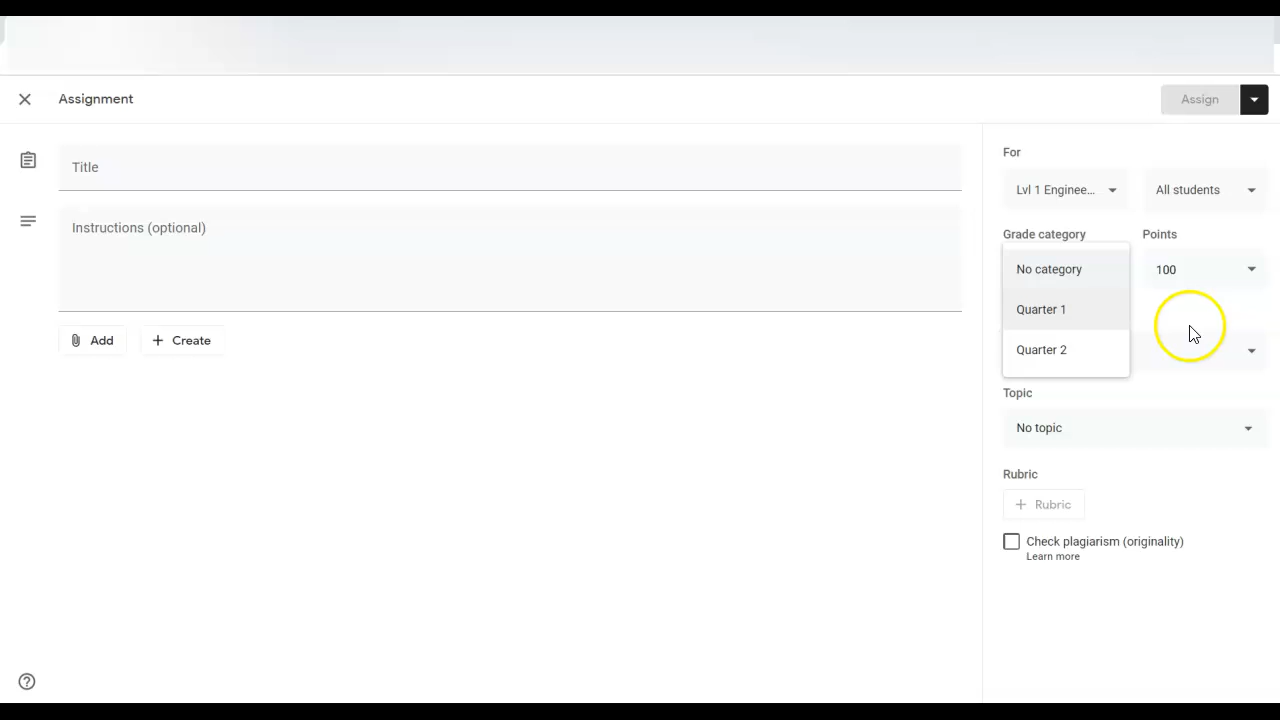 Assignment
Assign
Title
Instructions (optional)
Add
Create
For
Lvl 1 Enginee...
All students
Grade category
Points
No category
100
Quarter 1
Quarter 2
Topic
No topic
Rubric
Rubric
Check plagiarism (originality)
Learn more